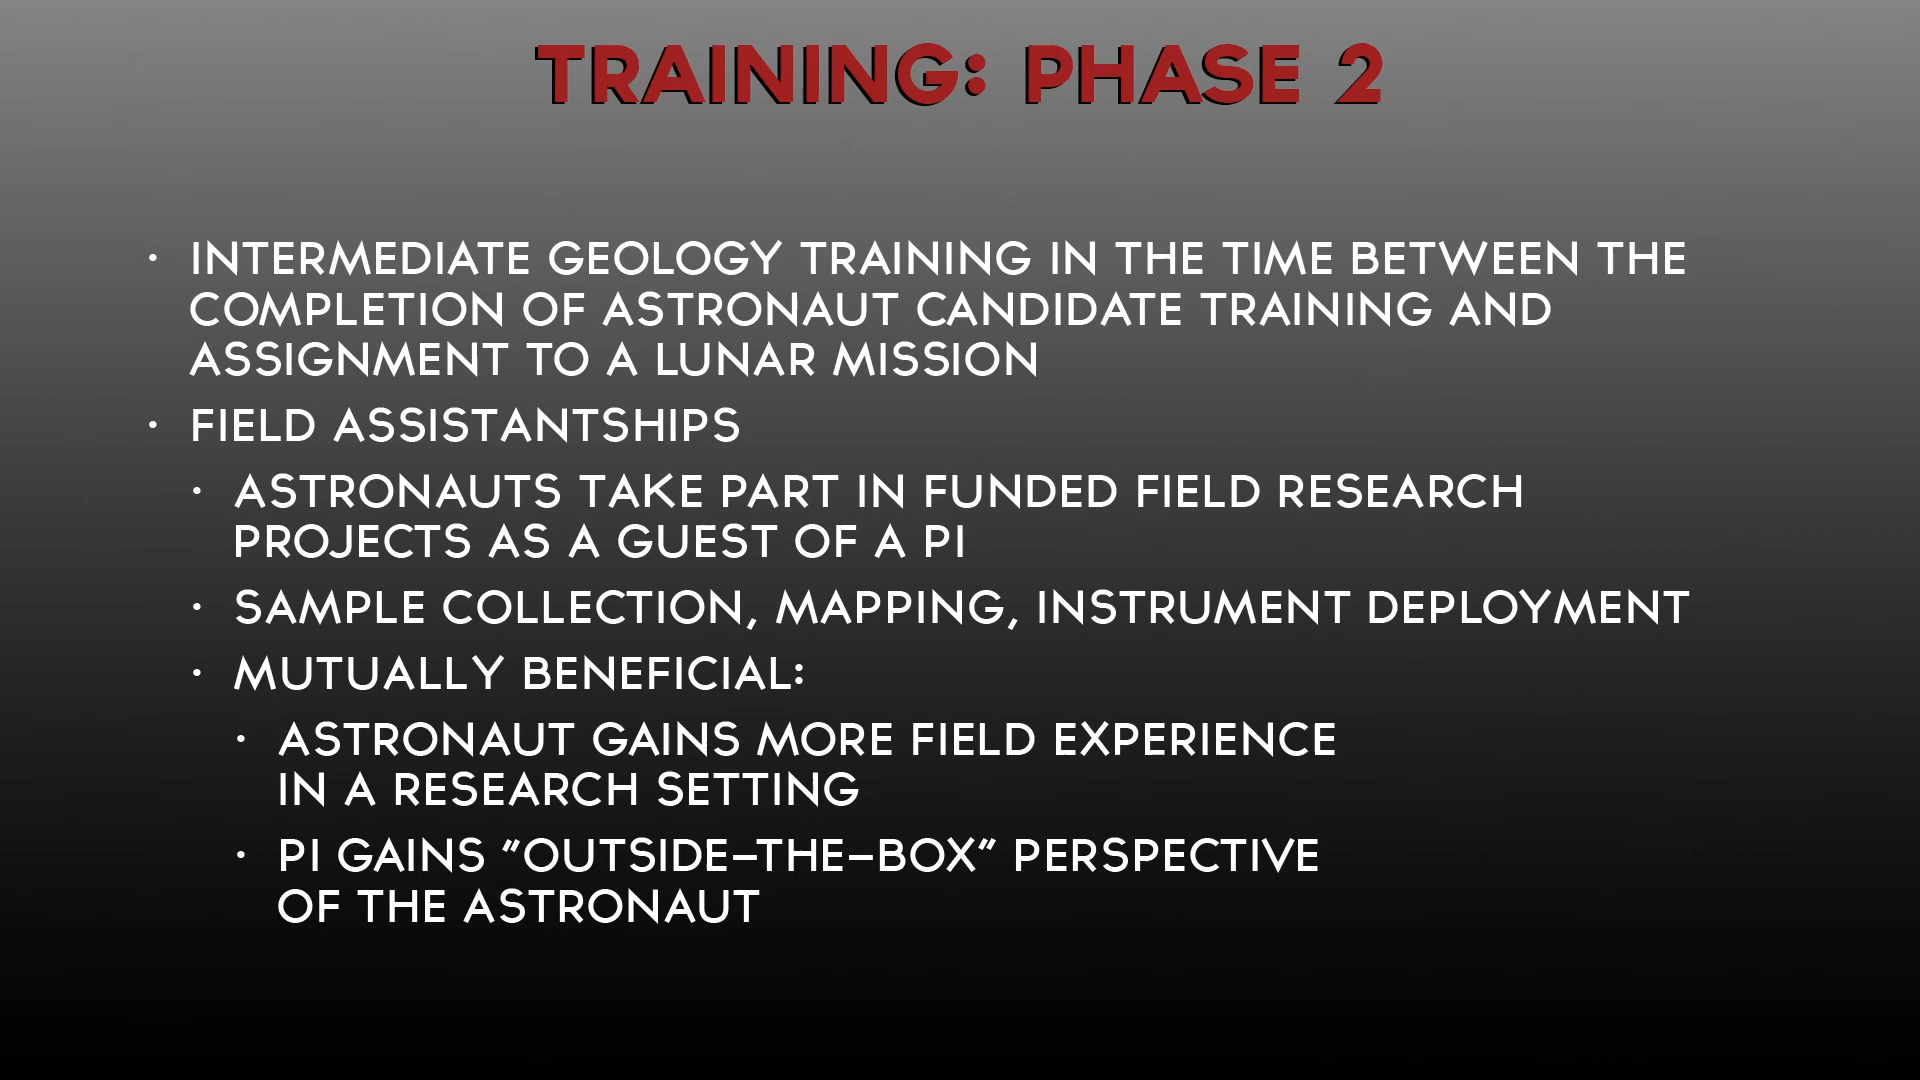 TRAINING: PHASE 2
• INTERMEDIATE GEOLOGY TRAINING IN THE TIME BETWEEN THE
COMPLETION OF ASTRONAUT CANDIDATE TRAINING AND
ASSIGNMENT TO A LUNAR MISSION
• FIELD ASSISTANTSHIPS
• ASTRONAUTS TAKE PART IN FUNDED FIELD RESEARCH
PROJECTS AS A GUEST OF A PI
• SAMPLE COLLECTION, MAPPING, INSTRUMENT DEPLOYMENT
• MUTUALLY BENEFICIAL:
• ASTRONAUT GAINS MORE FIELD EXPERIENCE
IN A RESEARCH SETTING
• PI GAINS “OUTSIDE-THE-BOX” PERSPECTIVE
OF THE ASTRONAUT